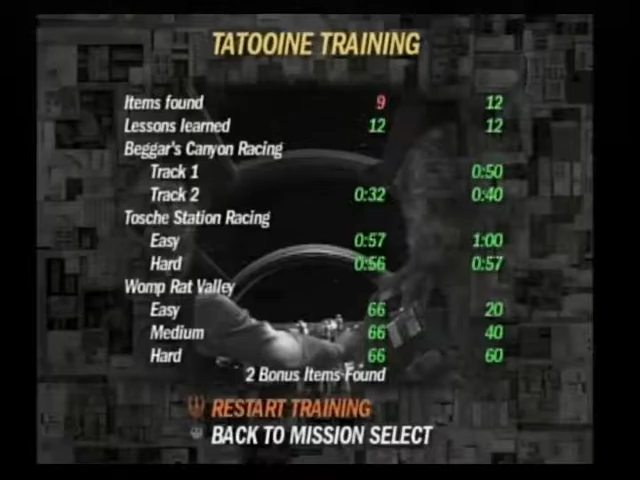 TATOOINE TRAINING
Items found 9 12
Lessons learned 12 12
Beggar's Canyon Racing
Track 1 0:50
Track 2 0:32 0:40
Tosche Station Racing
Easy 0:57 1:00
Hard 0:56 0:57
Womp Rat Valley
Easy 66 20
Medium 66 40
Hard 66 60
2 Bonus Items Found
RESTART TRAINING
BACK TO MISSION SELECT